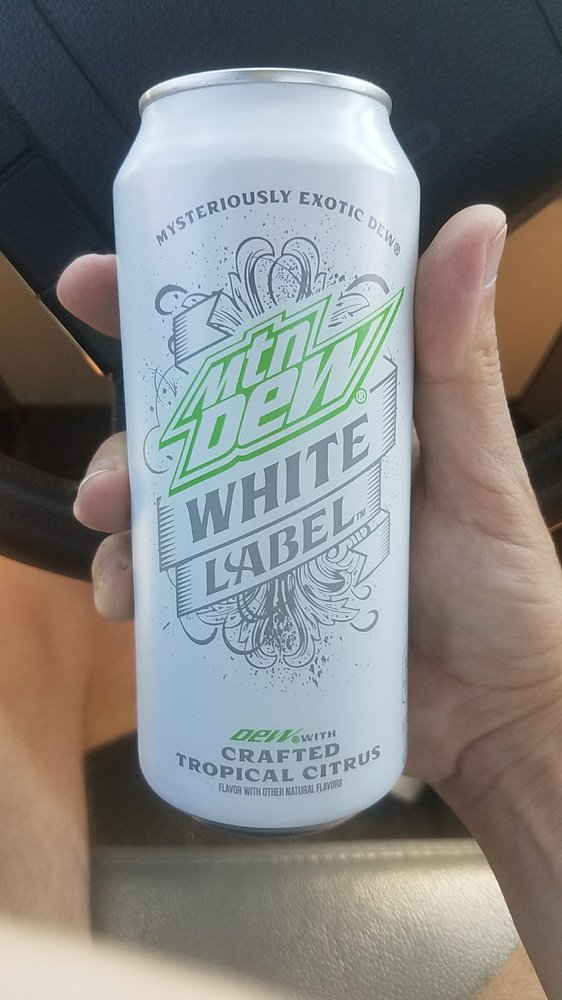 MYSTERIOUSLY EXOTIC DEW®
mtn
DEW®
WHITE
LABEL™
DEW® WITH
CRAFTED
TROPICAL CITRUS
FLAVOR WITH OTHER NATURAL FLAVORS